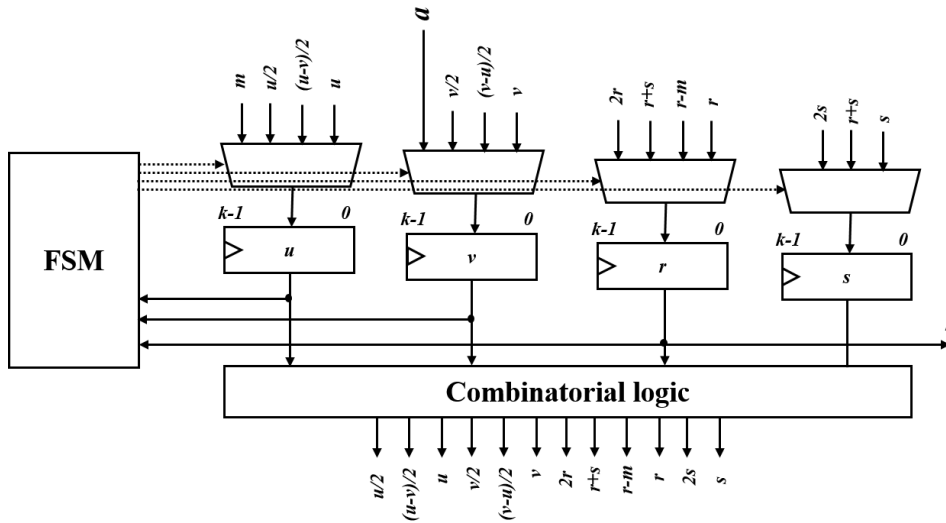 a
m
u/2
(u-v)/2
u
v/2
(v-u)/2
v
2r
r+s
r-m
r
2s
r+s
s
FSM
k-1
0
u
k-1
0
v
k-1
0
r
k-1
0
s
Combinatorial logic
u/2
(u-v)/2
u
v/2
(v-u)/2
v
2r
r+s
r-m
r
2s
s